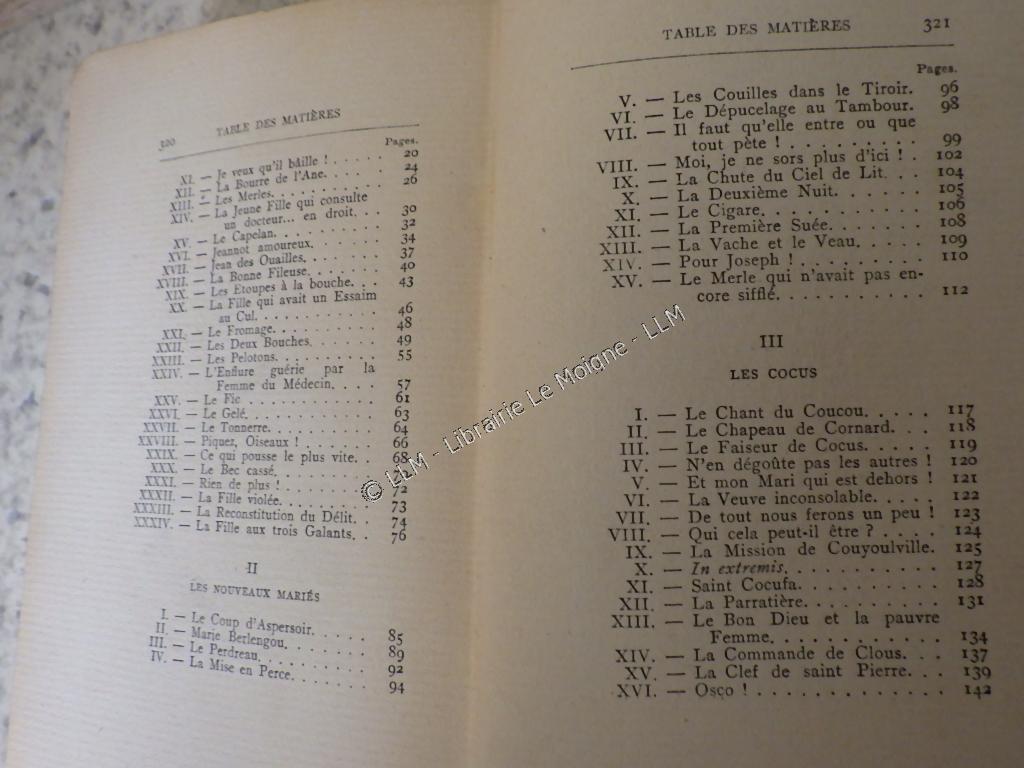 320 TABLE DES MATIÈRES
Pages.
XI. — Je veux qu'il bâille ! . . . . . 20
XII. — La Bourre de l'Ane. . . . . 24
XIII. — Les Merles. . . . . . . . 26
XIV. — La Jeune Fille qui consulte
un docteur... en droit. . . 30
XV. — Le Capelan. . . . . . . . 32
XVI. — Jeannot amoureux. . . . . 34
XVII. — Jean des Ouailles. . . . . 37
XVIII. — La Bonne Fileuse. . . . . 40
XIX. — Les Etoupes à la bouche. . . 43
XX. — La Fille qui avait un Essaim
au Cul. . . . . . . . . 46
XXI. — Le Fromage. . . . . . . . 48
XXII. — Les Deux Bouches. . . . . 49
XXIII. — Les Pelotons. . . . . . . 55
XXIV. — L'Enflure guérie par la
Femme du Médecin. . . . 57
XXV. — Le Fic . . . . . . . . . 61
XXVI. — Le Gelé. . . . . . . . . 63
XXVII. — Le Tonnerre. . . . . . . 64
XXVIII. — Piquez, Oiseaux ! . . . . . 66
XXIX. — Ce qui pousse le plus vite. . . 68
XXX. — Le Bec cassé. . . . . . .
XXXI. — Rien de plus ! . . . . . . 72
XXXII. — La Fille violée. . . . . . 73
XXXIII. — La Reconstitution du Délit. . 74
XXXIV. — La Fille aux trois Galants. . 76
II
LES NOUVEAUX MARIÉS
I. — Le Coup d'Aspersoir. . . . . 85
II. — Marie Berlengou. . . . . . 89
III. — Le Perdreau. . . . . . . . 92
IV. — La Mise en Perce. . . . . . 94
TABLE DES MATIÈRES 321
Pages.
V. — Les Couilles dans le Tiroir. 96
VI. — Le Dépucelage au Tambour. 98
VII. — Il faut qu'elle entre ou que
tout pète ! . . . . . . . . . 99
VIII. — Moi, je ne sors plus d'ici ! . 102
IX. — La Chute du Ciel de Lit. . . 104
X. — La Deuxième Nuit. . . . . . 105
XI. — Le Cigare. . . . . . . . . . 106
XII. — La Première Suée. . . . . . 108
XIII. — La Vache et le Veau. . . . . 109
XIV. — Pour Joseph ! . . . . . . . . 110
XV. — Le Merle qui n'avait pas en-
core sifflé. . . . . . . . . . 112
III
LES COCUS
I. — Le Chant du Coucou. . . . . 117
II. — Le Chapeau de Cornard. . . 118
III. — Le Faiseur de Cocus. . . . . 119
IV. — N'en dégoûte pas les autres ! 120
V. — Et mon Mari qui est dehors ! 121
VI. — La Veuve inconsolable. . . . . 122
VII. — De tout nous ferons un peu ! 123
VIII. — Qui cela peut-il être ? . . . . 124
IX. — La Mission de Couyoulville. 125
X. — In extremis. . . . . . . . . . 127
XI. — Saint Cocufa. . . . . . . . . 128
XII. — La Parratière. . . . . . . . . 131
XIII. — Le Bon Dieu et la pauvre
Femme. . . . . . . . . . . . 134
XIV. — La Commande de Clous. . . 137
XV. — La Clef de saint Pierre. . . 139
XVI. — Osco ! . . . . . . . . . . . . 142
© LLM - Librairie Le Moigne - LLM